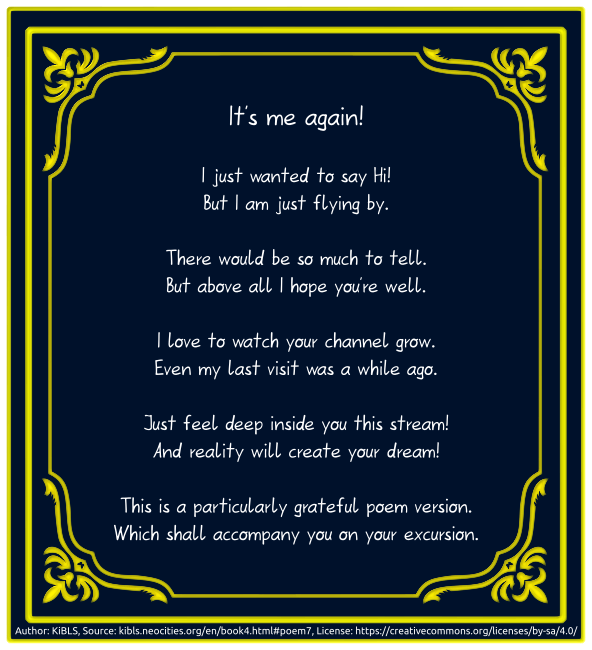 It's me again!
I just wanted to say Hi!
But I am just flying by.
There would be so much to tell.
But above all I hope you're well.
I love to watch your channel grow.
Even my last visit was a while ago.
Just feel deep inside you this stream!
And reality will create your dream!
This is a particularly grateful poem version.
Which shall accompany you on your excursion.
Author: KiBLS, Source: kibls.neocities.org/en/book4.html#poem7, License: https://creativecommons.org/licenses/by-sa/4.0/